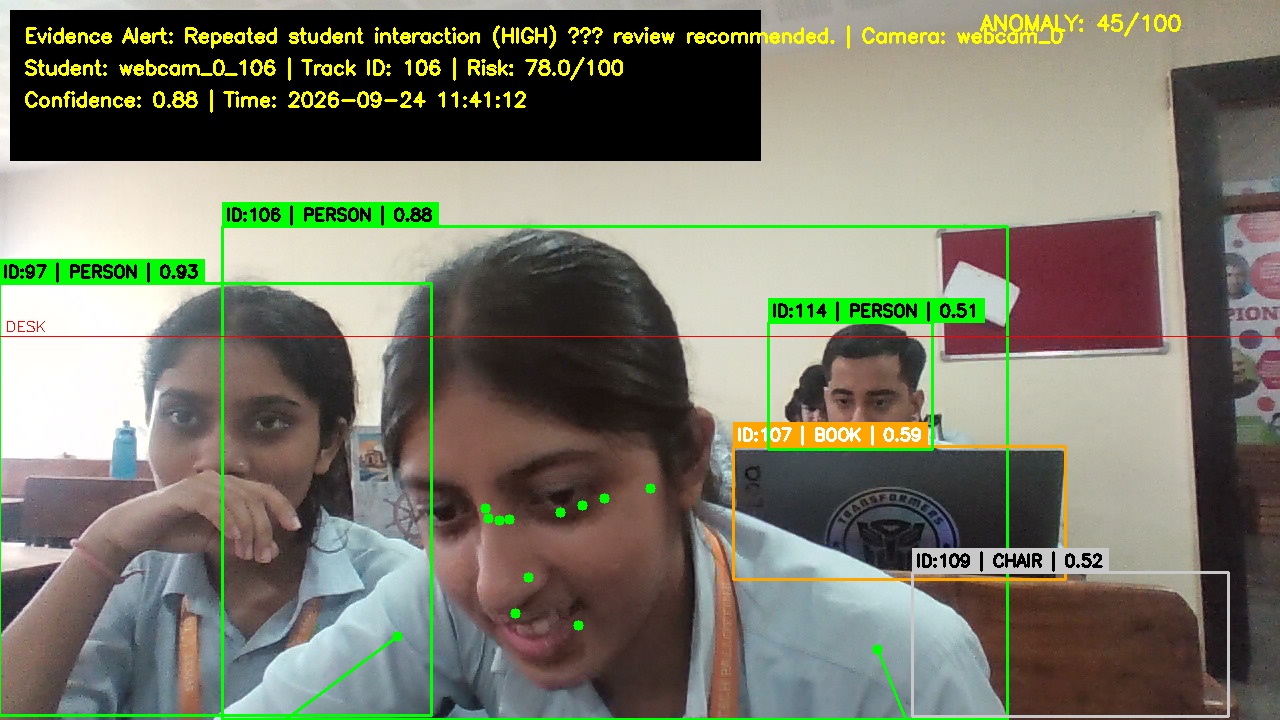 Evidence Alert: Repeated student interaction (HIGH) ??? review recommended. | Camera: webcam_0
ANOMALY: 45/100
Student: webcam_0_106 | Track ID: 106 | Risk: 78.0/100
Confidence: 0.88 | Time: 2026-09-24 11:41:12
ID:106 | PERSON | 0.88
ID:97 | PERSON | 0.93
ID:114 | PERSON | 0.51
DESK
PION
ID:107 | BOOK | 0.59
TRANSFORMERS
ID:109 | CHAIR | 0.52